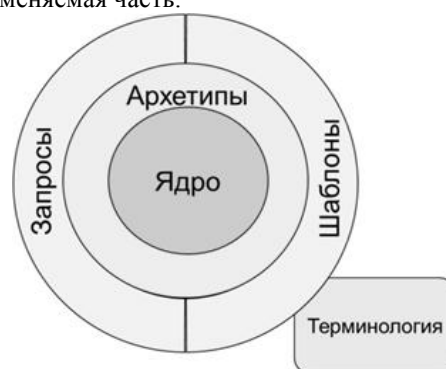 меняемая часть.
Архетипы
Запросы
Ядро
Шаблоны
Терминология